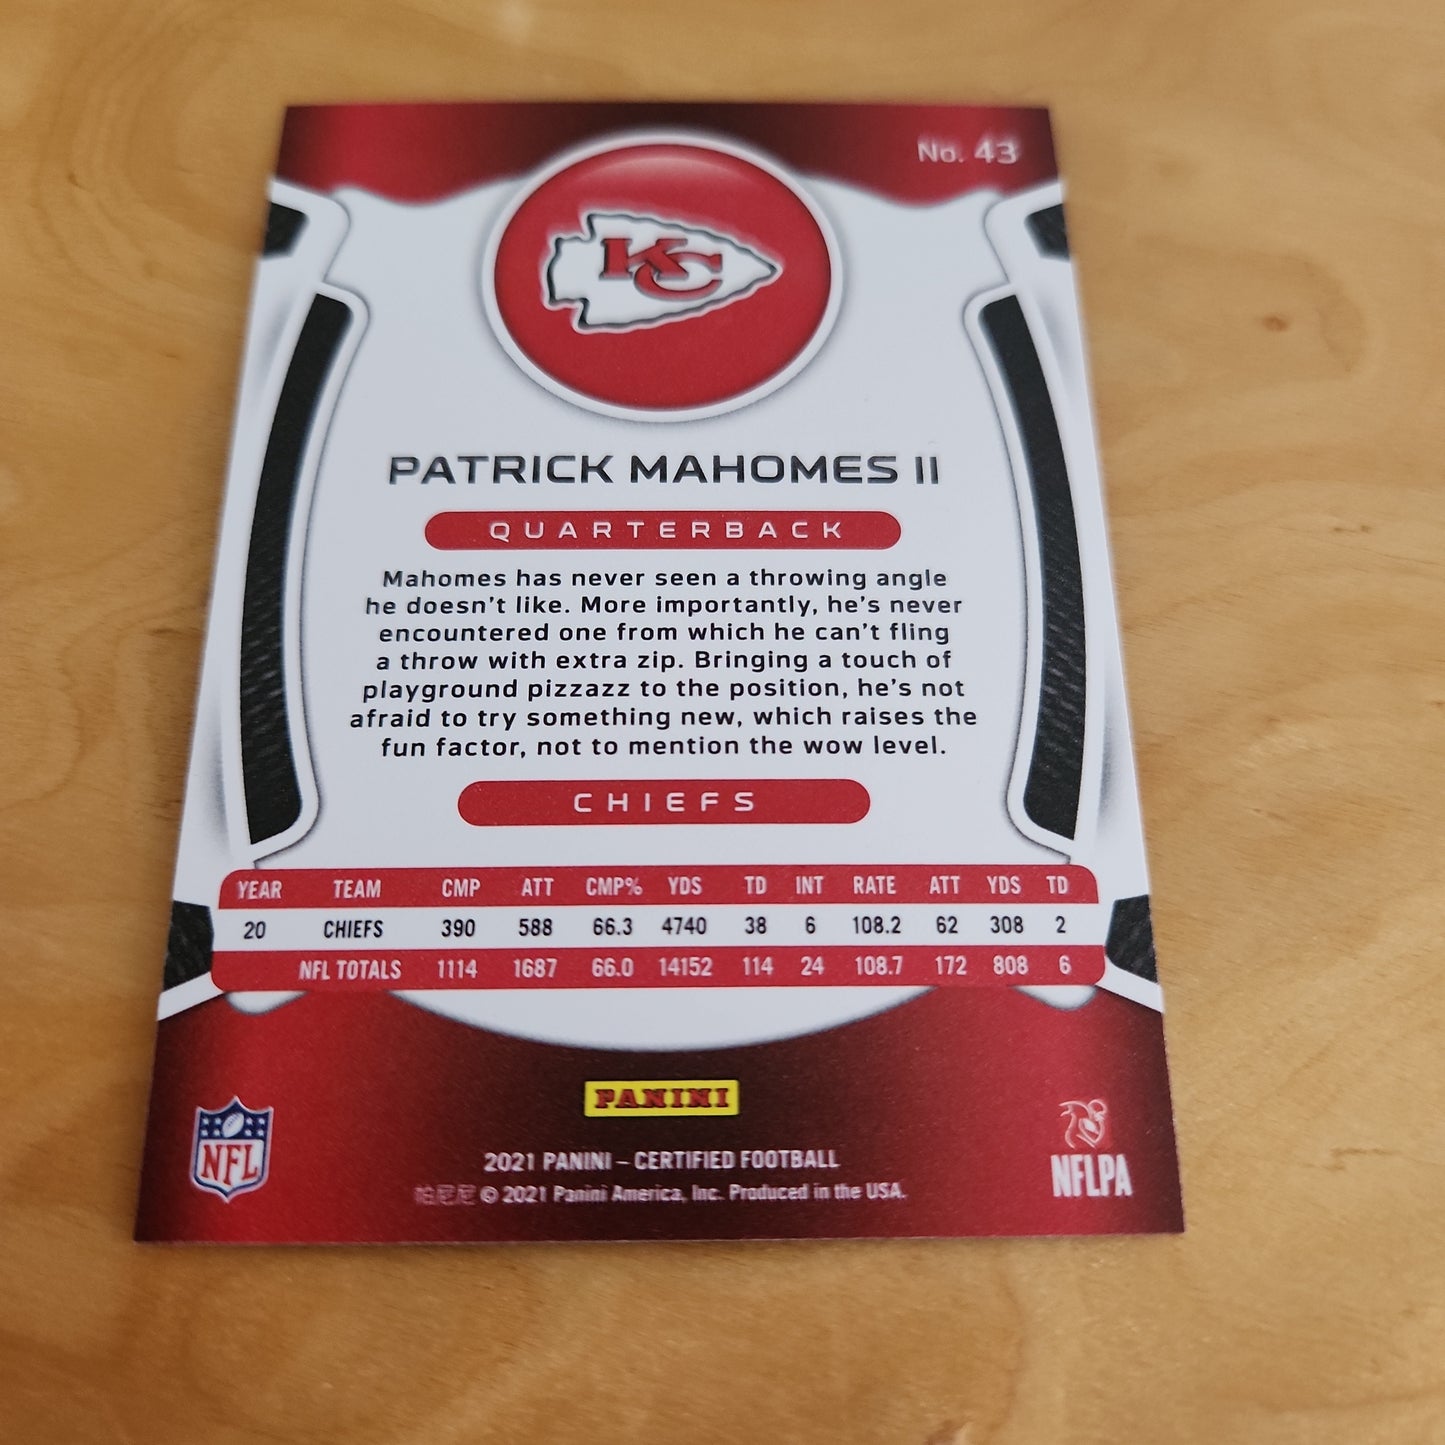 No. 43
KC
PATRICK MAHOMES II
QUARTERBACK
Mahomes has never seen a throwing angle
he doesn't like. More importantly, he's never
encountered one from which he can't fling
a throw with extra zip. Bringing a touch of
playground pizzazz to the position, he's not
afraid to try something new, which raises the
fun factor, not to mention the wow level.
CHIEFS
YEAR TEAM CMP ATT CMP% YDS TD INT RATE ATT YDS TD
20 CHIEFS 390 588 66.3 4740 38 6 108.2 62 308 2
NFL TOTALS 1114 1687 66.0 14152 114 24 108.7 172 808 6
PANINI
NFL
2021 PANINI – CERTIFIED FOOTBALL
帕尼尼 © 2021 Panini America, Inc. Produced in the USA.
NFLPA